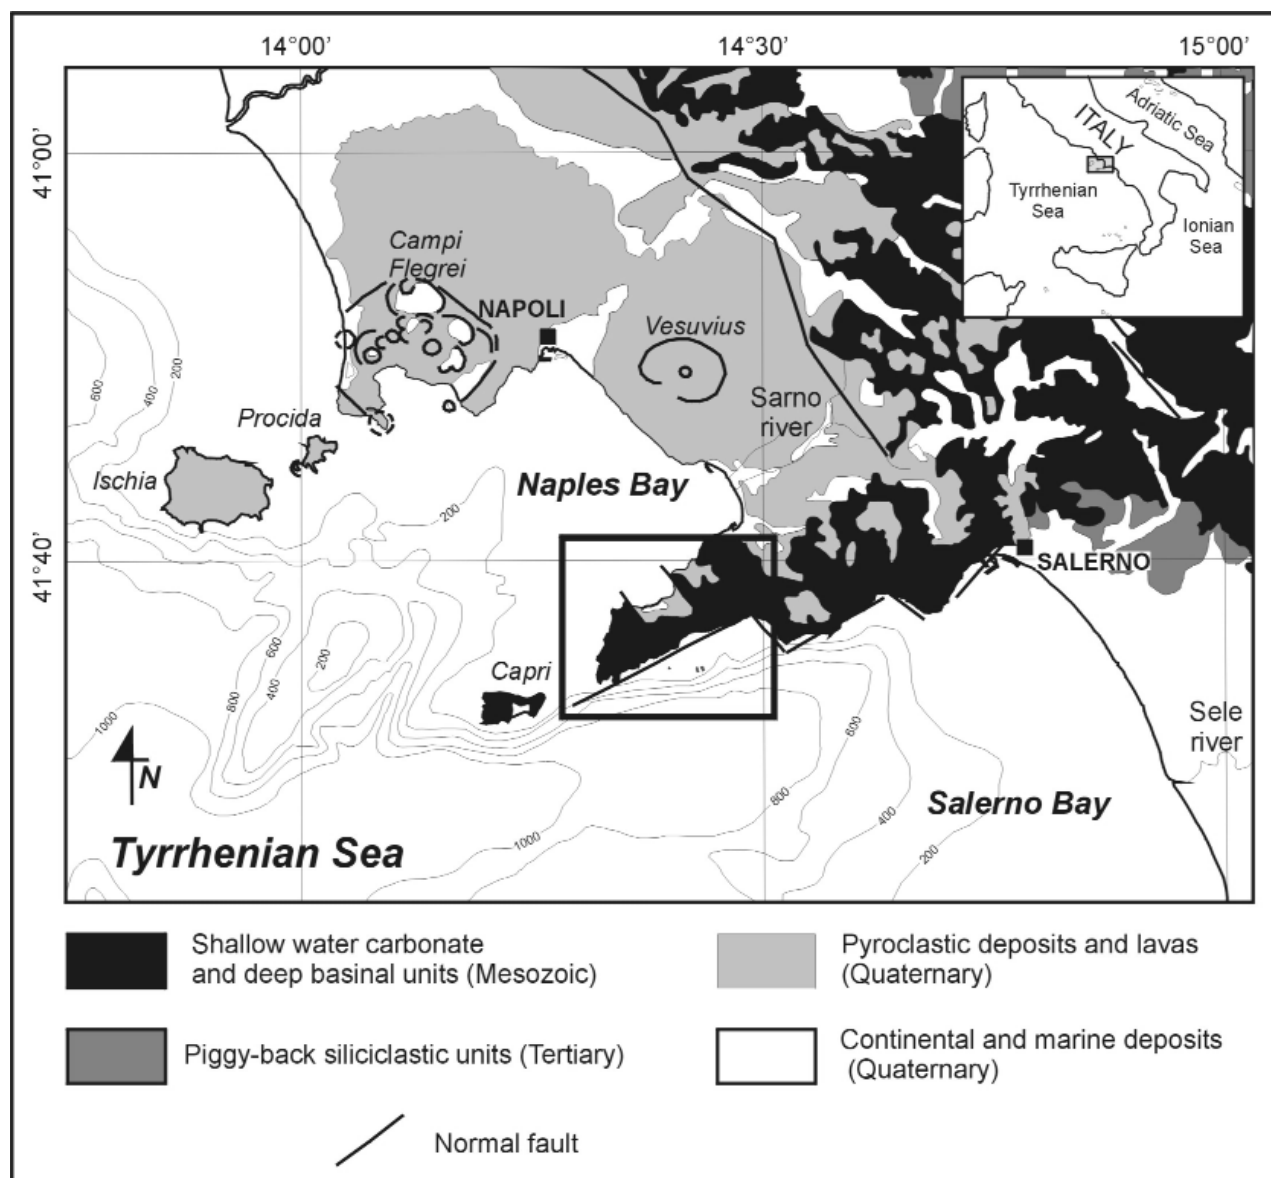 14°00’ 14°30’ 15°00’
41°00’
41°40’
Adriatic Sea
ITALY
Tyrrhenian
Sea
Ionian
Sea
Campi
Flegrei
NAPOLI
Vesuvius
Sarno
river
Procida
Ischia
Naples Bay
SALERNO
Capri
Sele
river
Salerno Bay
Tyrrhenian Sea
N
600
400
200
200
600
200
400
800
1000
1000
800
600
400
200
Shallow water carbonate
and deep basinal units (Mesozoic)
Pyroclastic deposits and lavas
(Quaternary)
Piggy-back siliciclastic units (Tertiary)
Continental and marine deposits
(Quaternary)
Normal fault